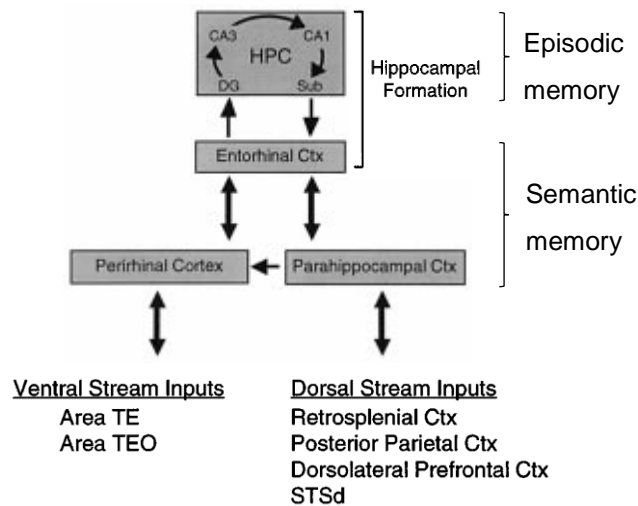 CA3 CA1
HPC
DG Sub
Hippocampal
Formation
Episodic
memory
Entorhinal Ctx
Semantic
memory
Perirhinal Cortex
Parahippocampal Ctx
Ventral Stream Inputs
Area TE
Area TEO
Dorsal Stream Inputs
Retrosplenial Ctx
Posterior Parietal Ctx
Dorsolateral Prefrontal Ctx
STSd